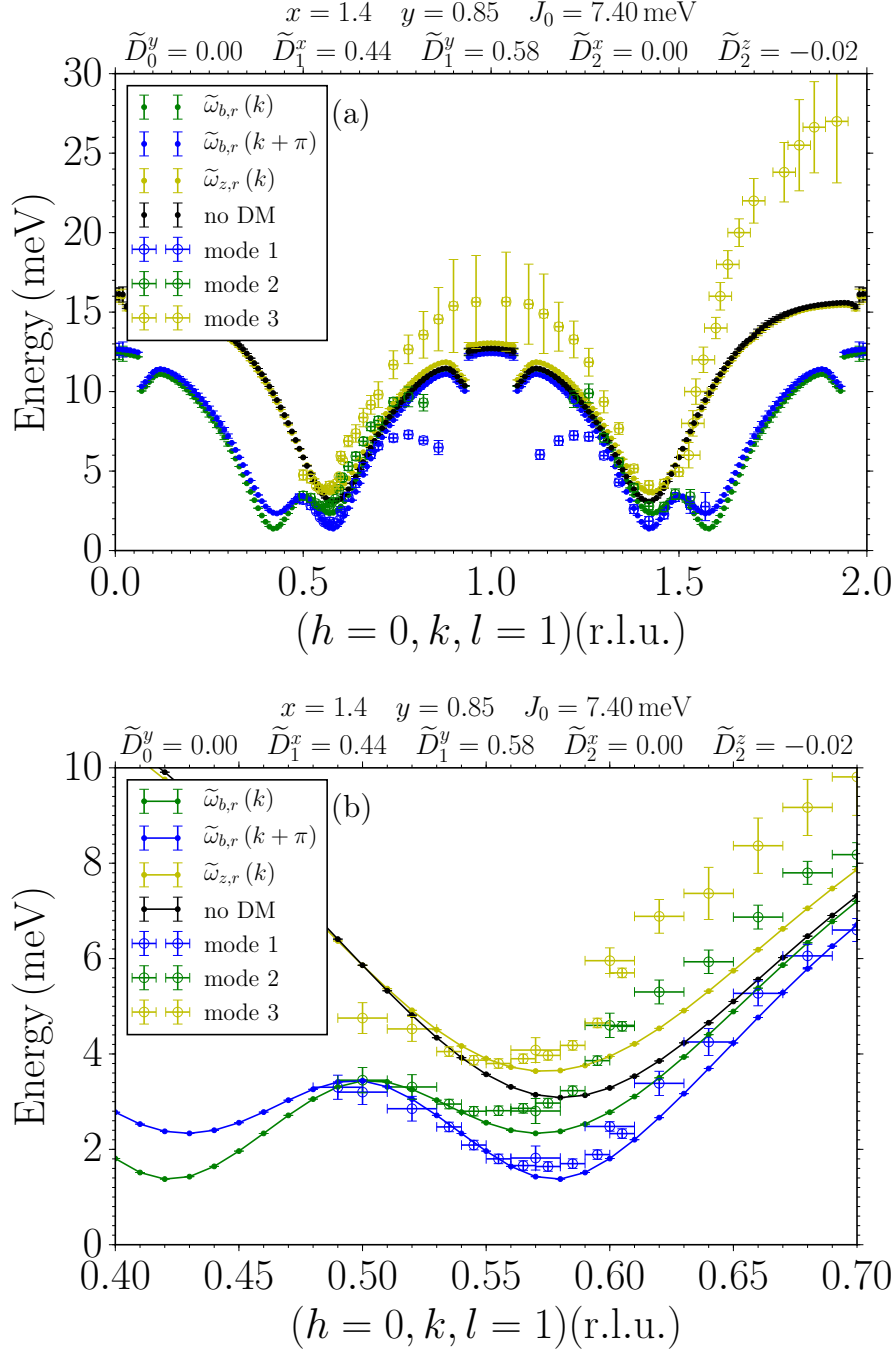 x = 1.4 y = 0.85 J₀ = 7.40 meV
D̃₀ʸ = 0.00 D̃₁ˣ = 0.44 D̃₁ʸ = 0.58 D̃₂ˣ = 0.00 D̃₂ᶻ = −0.02
30
25
20
15
10
5
0
Energy (meV)
ω̃_{b,r}(k)
ω̃_{b,r}(k + π)
ω̃_{z,r}(k)
no DM
mode 1
mode 2
mode 3
(a)
0.0 0.5 1.0 1.5 2.0
(h = 0, k, l = 1)(r.l.u.)
x = 1.4 y = 0.85 J₀ = 7.40 meV
D̃₀ʸ = 0.00 D̃₁ˣ = 0.44 D̃₁ʸ = 0.58 D̃₂ˣ = 0.00 D̃₂ᶻ = −0.02
10
8
6
4
2
0
Energy (meV)
ω̃_{b,r}(k)
ω̃_{b,r}(k + π)
ω̃_{z,r}(k)
no DM
mode 1
mode 2
mode 3
(b)
0.40 0.45 0.50 0.55 0.60 0.65 0.70
(h = 0, k, l = 1)(r.l.u.)